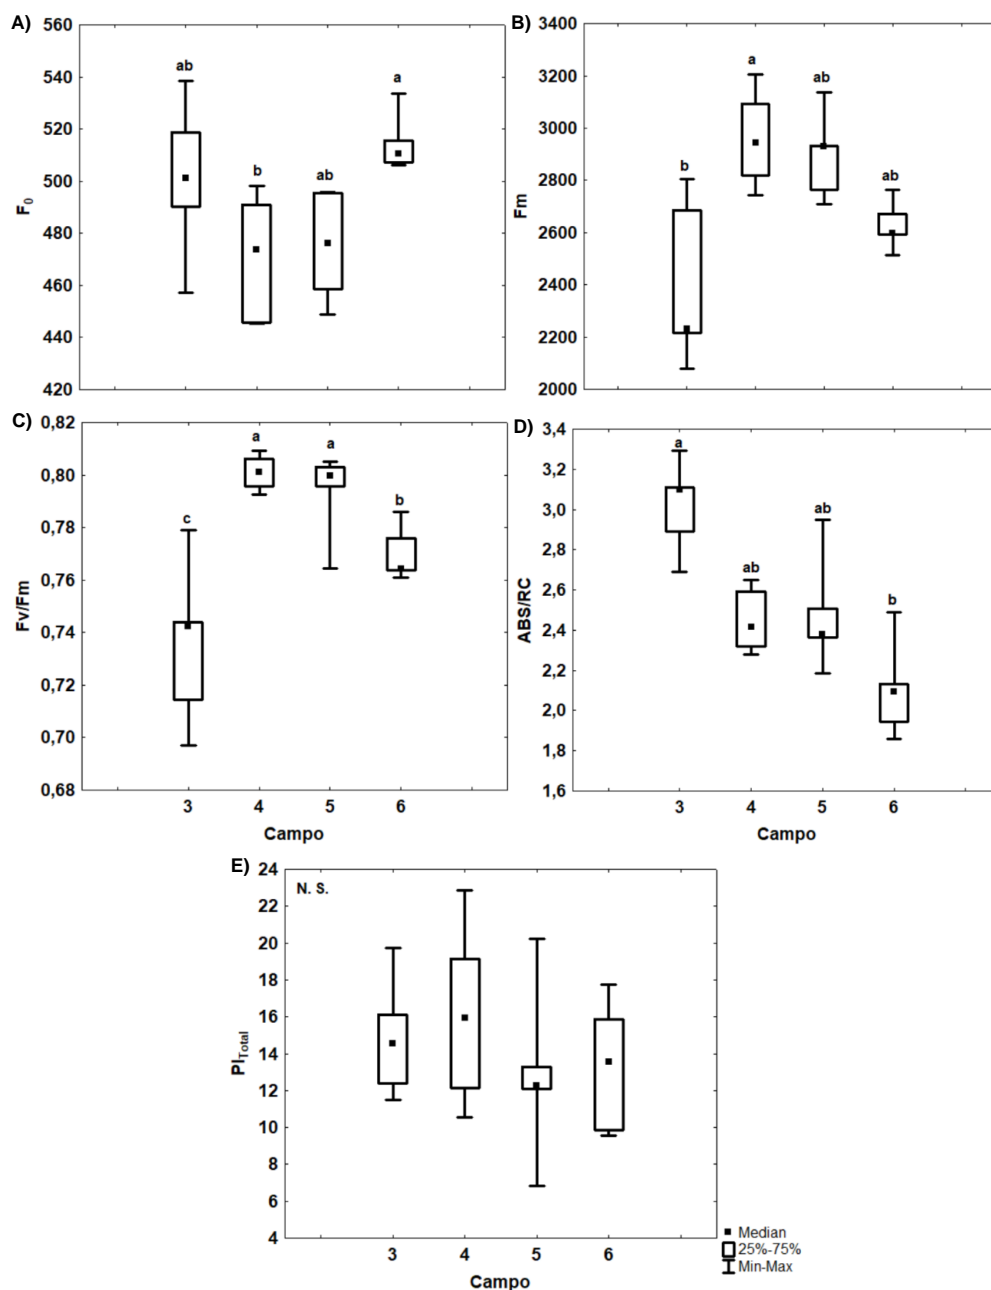 A)
560
540
520
500
480
460
440
420
F0
ab
b
ab
a
B)
3400
3200
3000
2800
2600
2400
2200
2000
Fm
b
a
ab
ab
C)
0,82
0,80
0,78
0,76
0,74
0,72
0,70
0,68
Fv/Fm
c
a
a
b
3 4 5 6
Campo
D)
3,4
3,2
3,0
2,8
2,6
2,4
2,2
2,0
1,8
1,6
ABS/RC
a
ab
ab
b
3 4 5 6
Campo
E)
24
22
20
18
16
14
12
10
8
6
4
PITotal
N. S.
3 4 5 6
Campo
Median
25%-75%
Min-Max